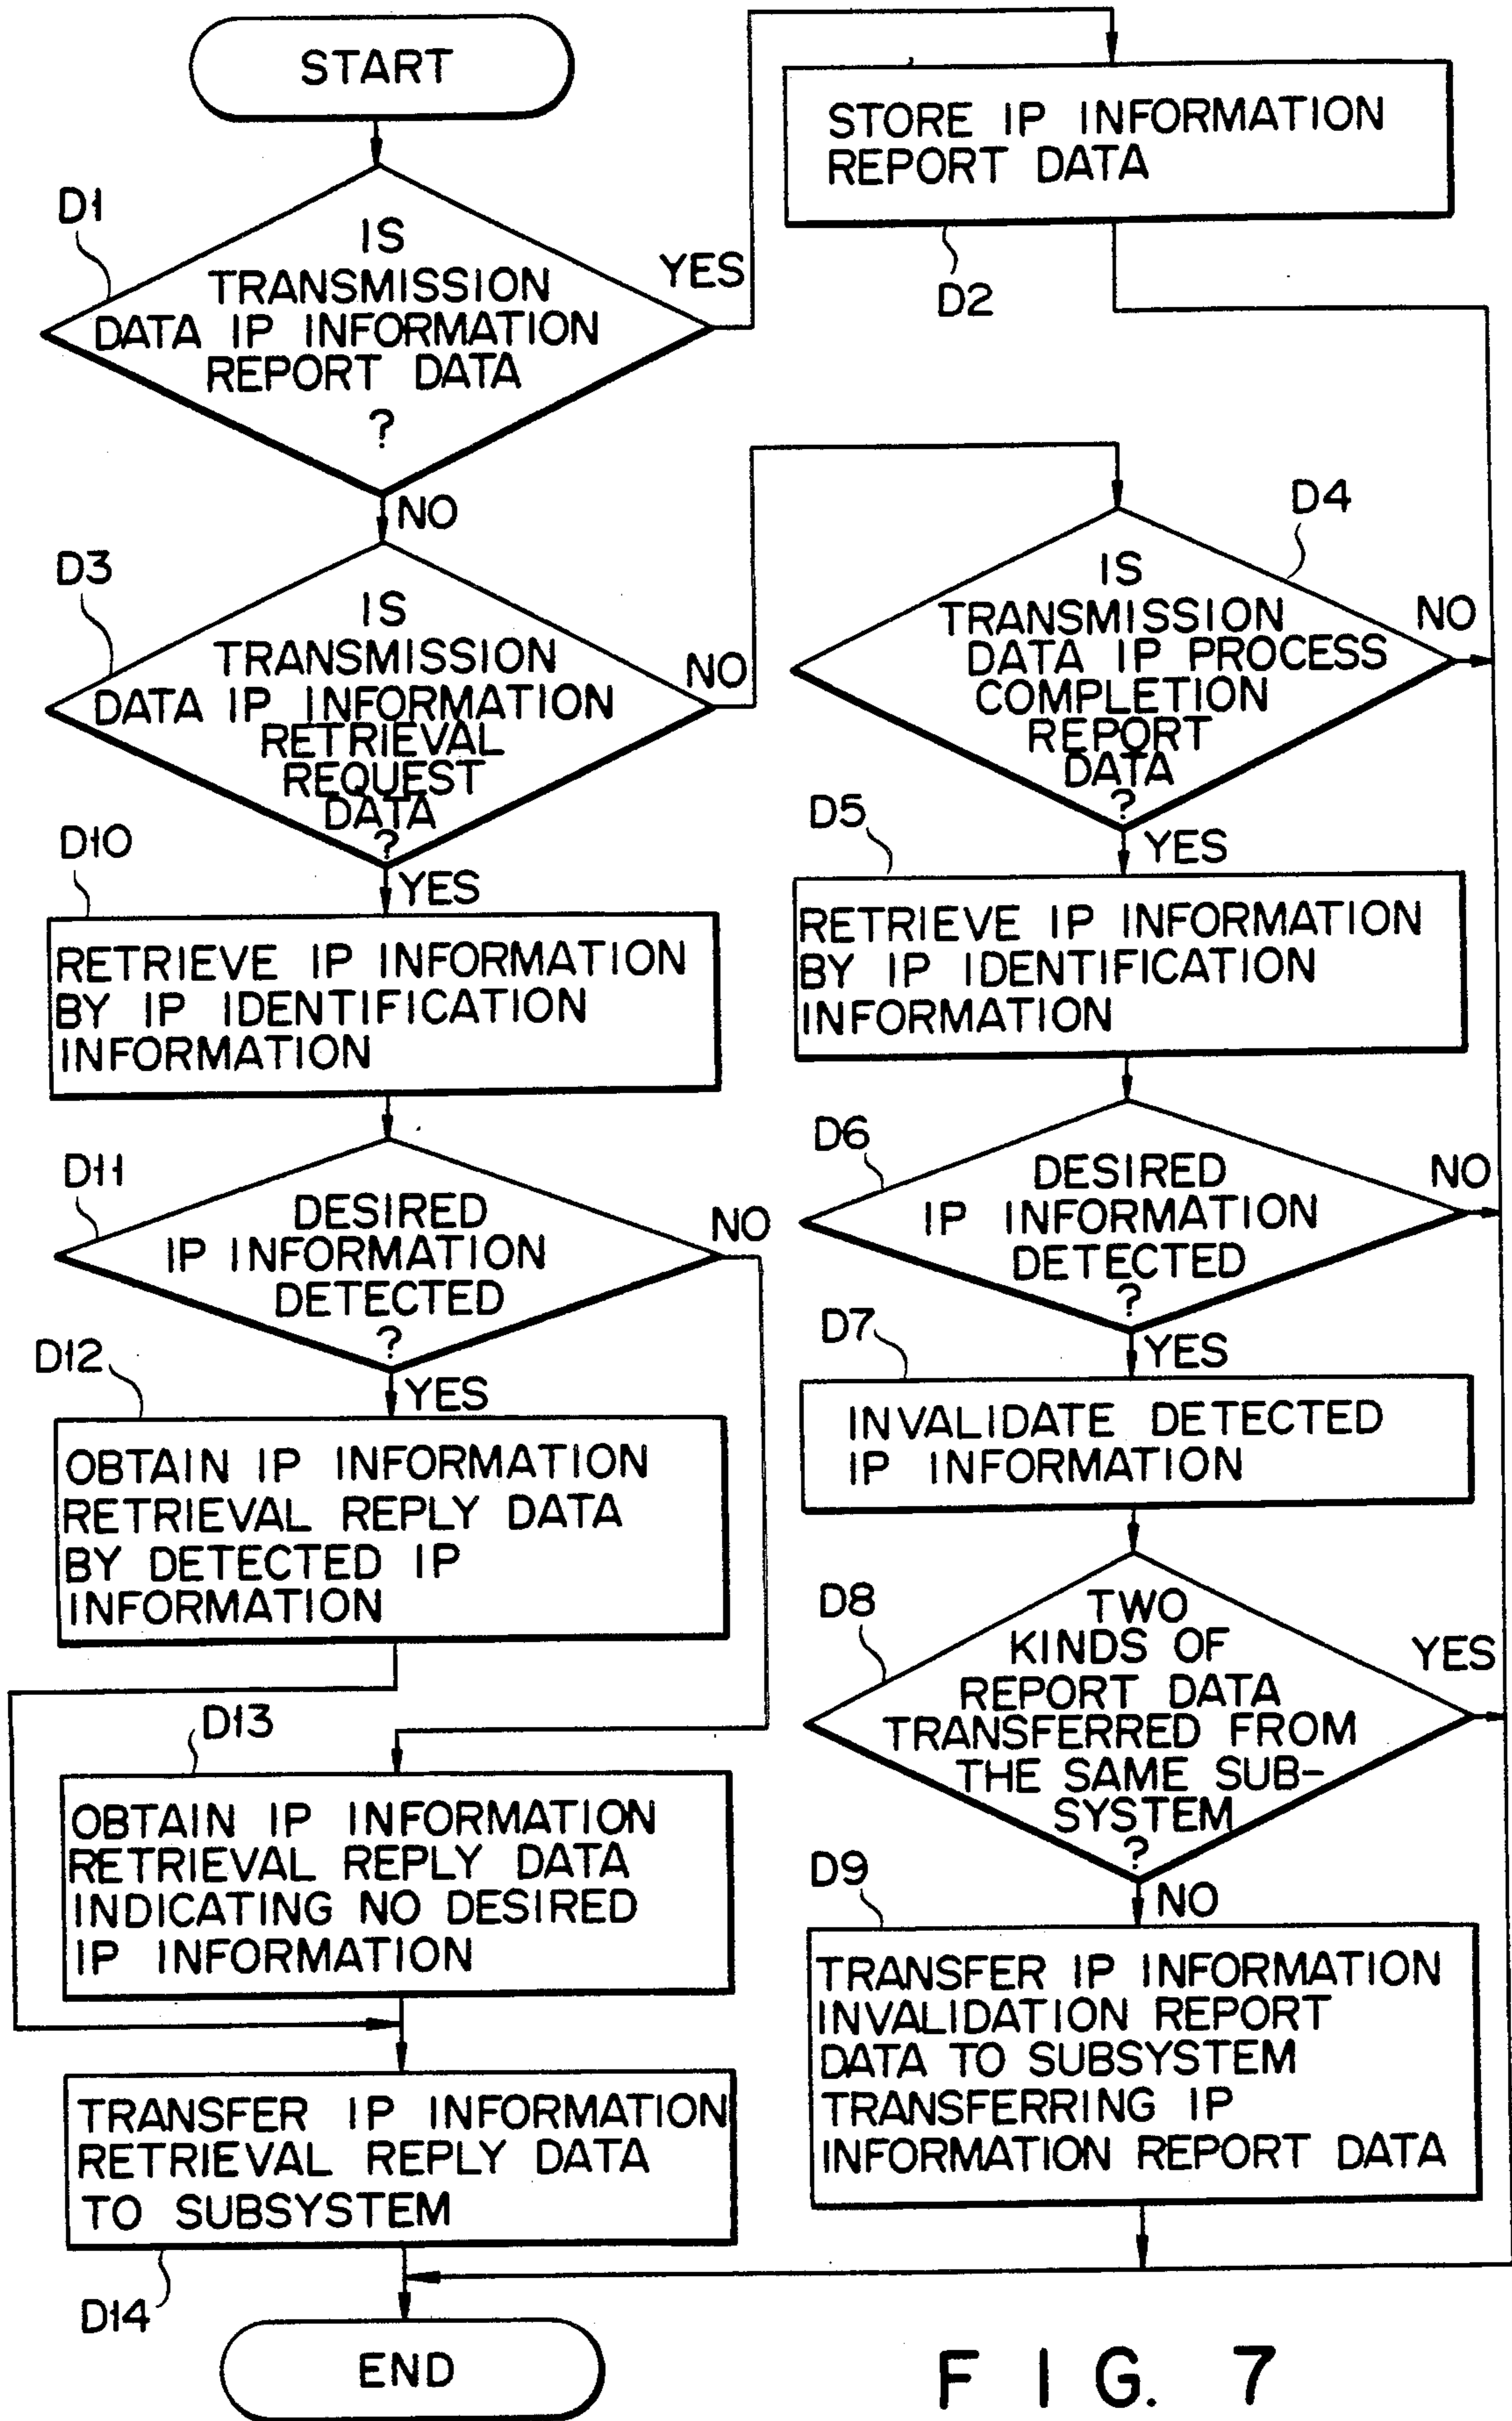 START
STORE IP INFORMATION
REPORT DATA
D1
IS
TRANSMISSION
DATA IP INFORMATION
REPORT DATA
?
YES
D2
NO
D3
IS
TRANSMISSION
DATA IP INFORMATION
RETRIEVAL
REQUEST
DATA
?
NO
D4
IS
TRANSMISSION
DATA IP PROCESS
COMPLETION
REPORT
DATA
?
NO
D10
YES
D5
YES
RETRIEVE IP INFORMATION
BY IP IDENTIFICATION
INFORMATION
RETRIEVE IP INFORMATION
BY IP IDENTIFICATION
INFORMATION
D11
DESIRED
IP INFORMATION
DETECTED
?
NO
D6
DESIRED
IP INFORMATION
DETECTED
?
NO
D12
YES
D7
YES
OBTAIN IP INFORMATION
RETRIEVAL REPLY DATA
BY DETECTED IP
INFORMATION
INVALIDATE DETECTED
IP INFORMATION
D8
TWO
KINDS OF
REPORT DATA
TRANSFERRED FROM
THE SAME SUB-
SYSTEM
?
YES
D13
OBTAIN IP INFORMATION
RETRIEVAL REPLY DATA
INDICATING NO DESIRED
IP INFORMATION
D9
NO
TRANSFER IP INFORMATION
INVALIDATION REPORT
DATA TO SUBSYSTEM
TRANSFERRING IP
INFORMATION REPORT DATA
TRANSFER IP INFORMATION
RETRIEVAL REPLY DATA
TO SUBSYSTEM
D14
END
FIG. 7